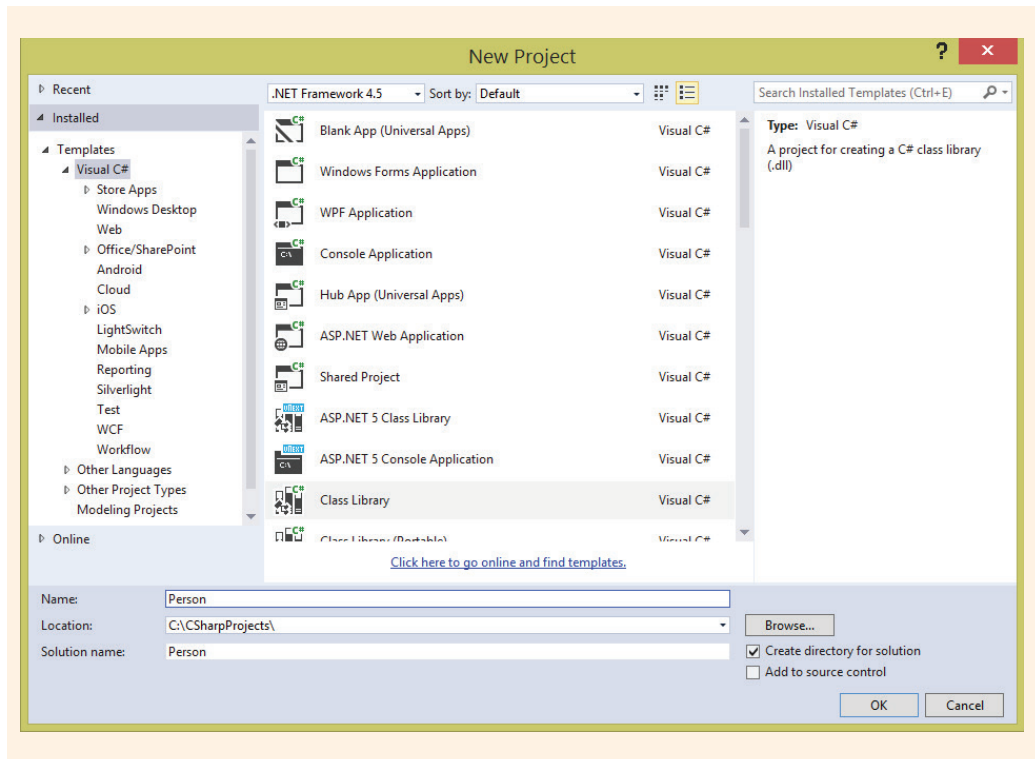 New Project
?
×
Recent
Installed
Templates
Visual C#
Store Apps
Windows Desktop
Web
Office/SharePoint
Android
Cloud
iOS
LightSwitch
Mobile Apps
Reporting
Silverlight
Test
WCF
Workflow
Other Languages
Other Project Types
Modeling Projects
Online
.NET Framework 4.5 Sort by: Default
Blank App (Universal Apps) Visual C#
Windows Forms Application Visual C#
WPF Application Visual C#
Console Application Visual C#
Hub App (Universal Apps) Visual C#
ASP.NET Web Application Visual C#
Shared Project Visual C#
ASP.NET 5 Class Library Visual C#
ASP.NET 5 Console Application Visual C#
Class Library Visual C#
Class Library (Portable) Visual C#
Click here to go online and find templates.
Search Installed Templates (Ctrl+E)
Type: Visual C#
A project for creating a C# class library
(.dll)
Name: Person
Location: C:\CSharpProjects\
Browse...
Solution name: Person
Create directory for solution
Add to source control
OK Cancel